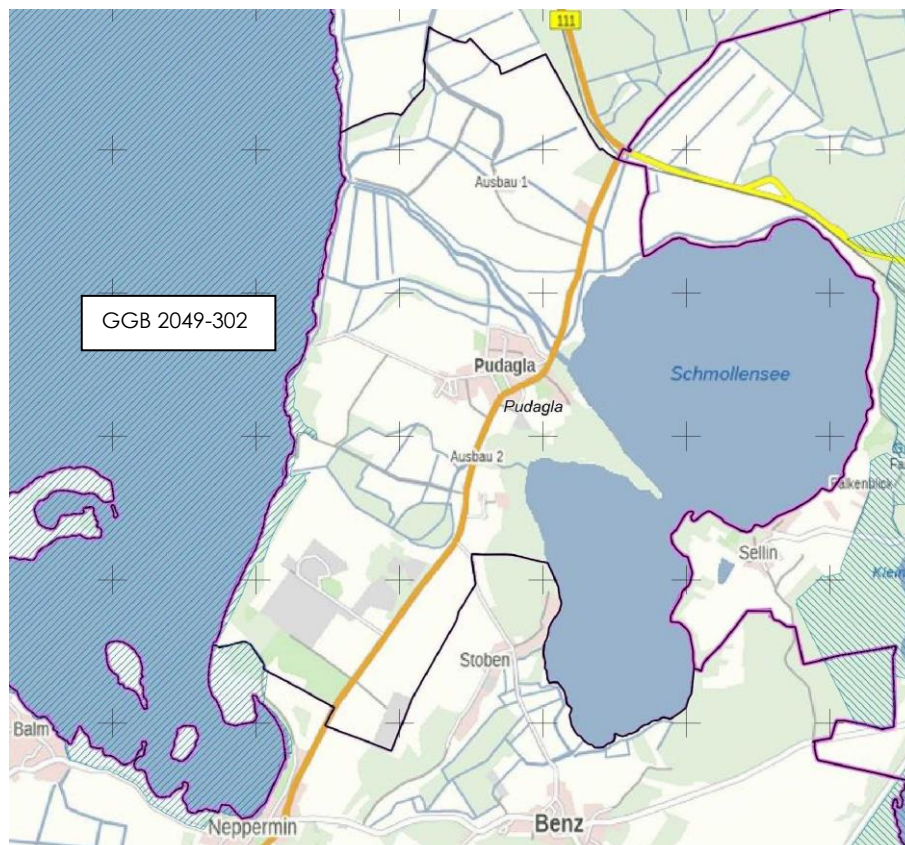 111
Ausbau 1
GGB 2049-302
Pudagla
Schmollensee
Pudagla
Ausbau 2
Falkenblick
Sellin
Stoben
Balm
Neppermin
Benz